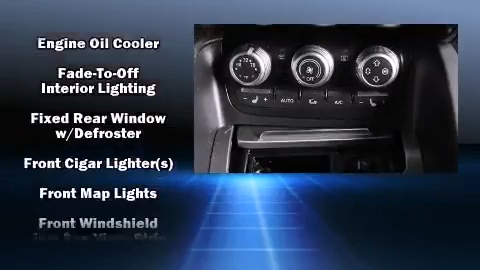 Engine Oil Cooler
Fade-To-Off
Interior Lighting
Fixed Rear Window
w/Defroster
Front Cigar Lighter(s)
Front Map Lights
Front Windshield
72
OFF
AUTO
A/C